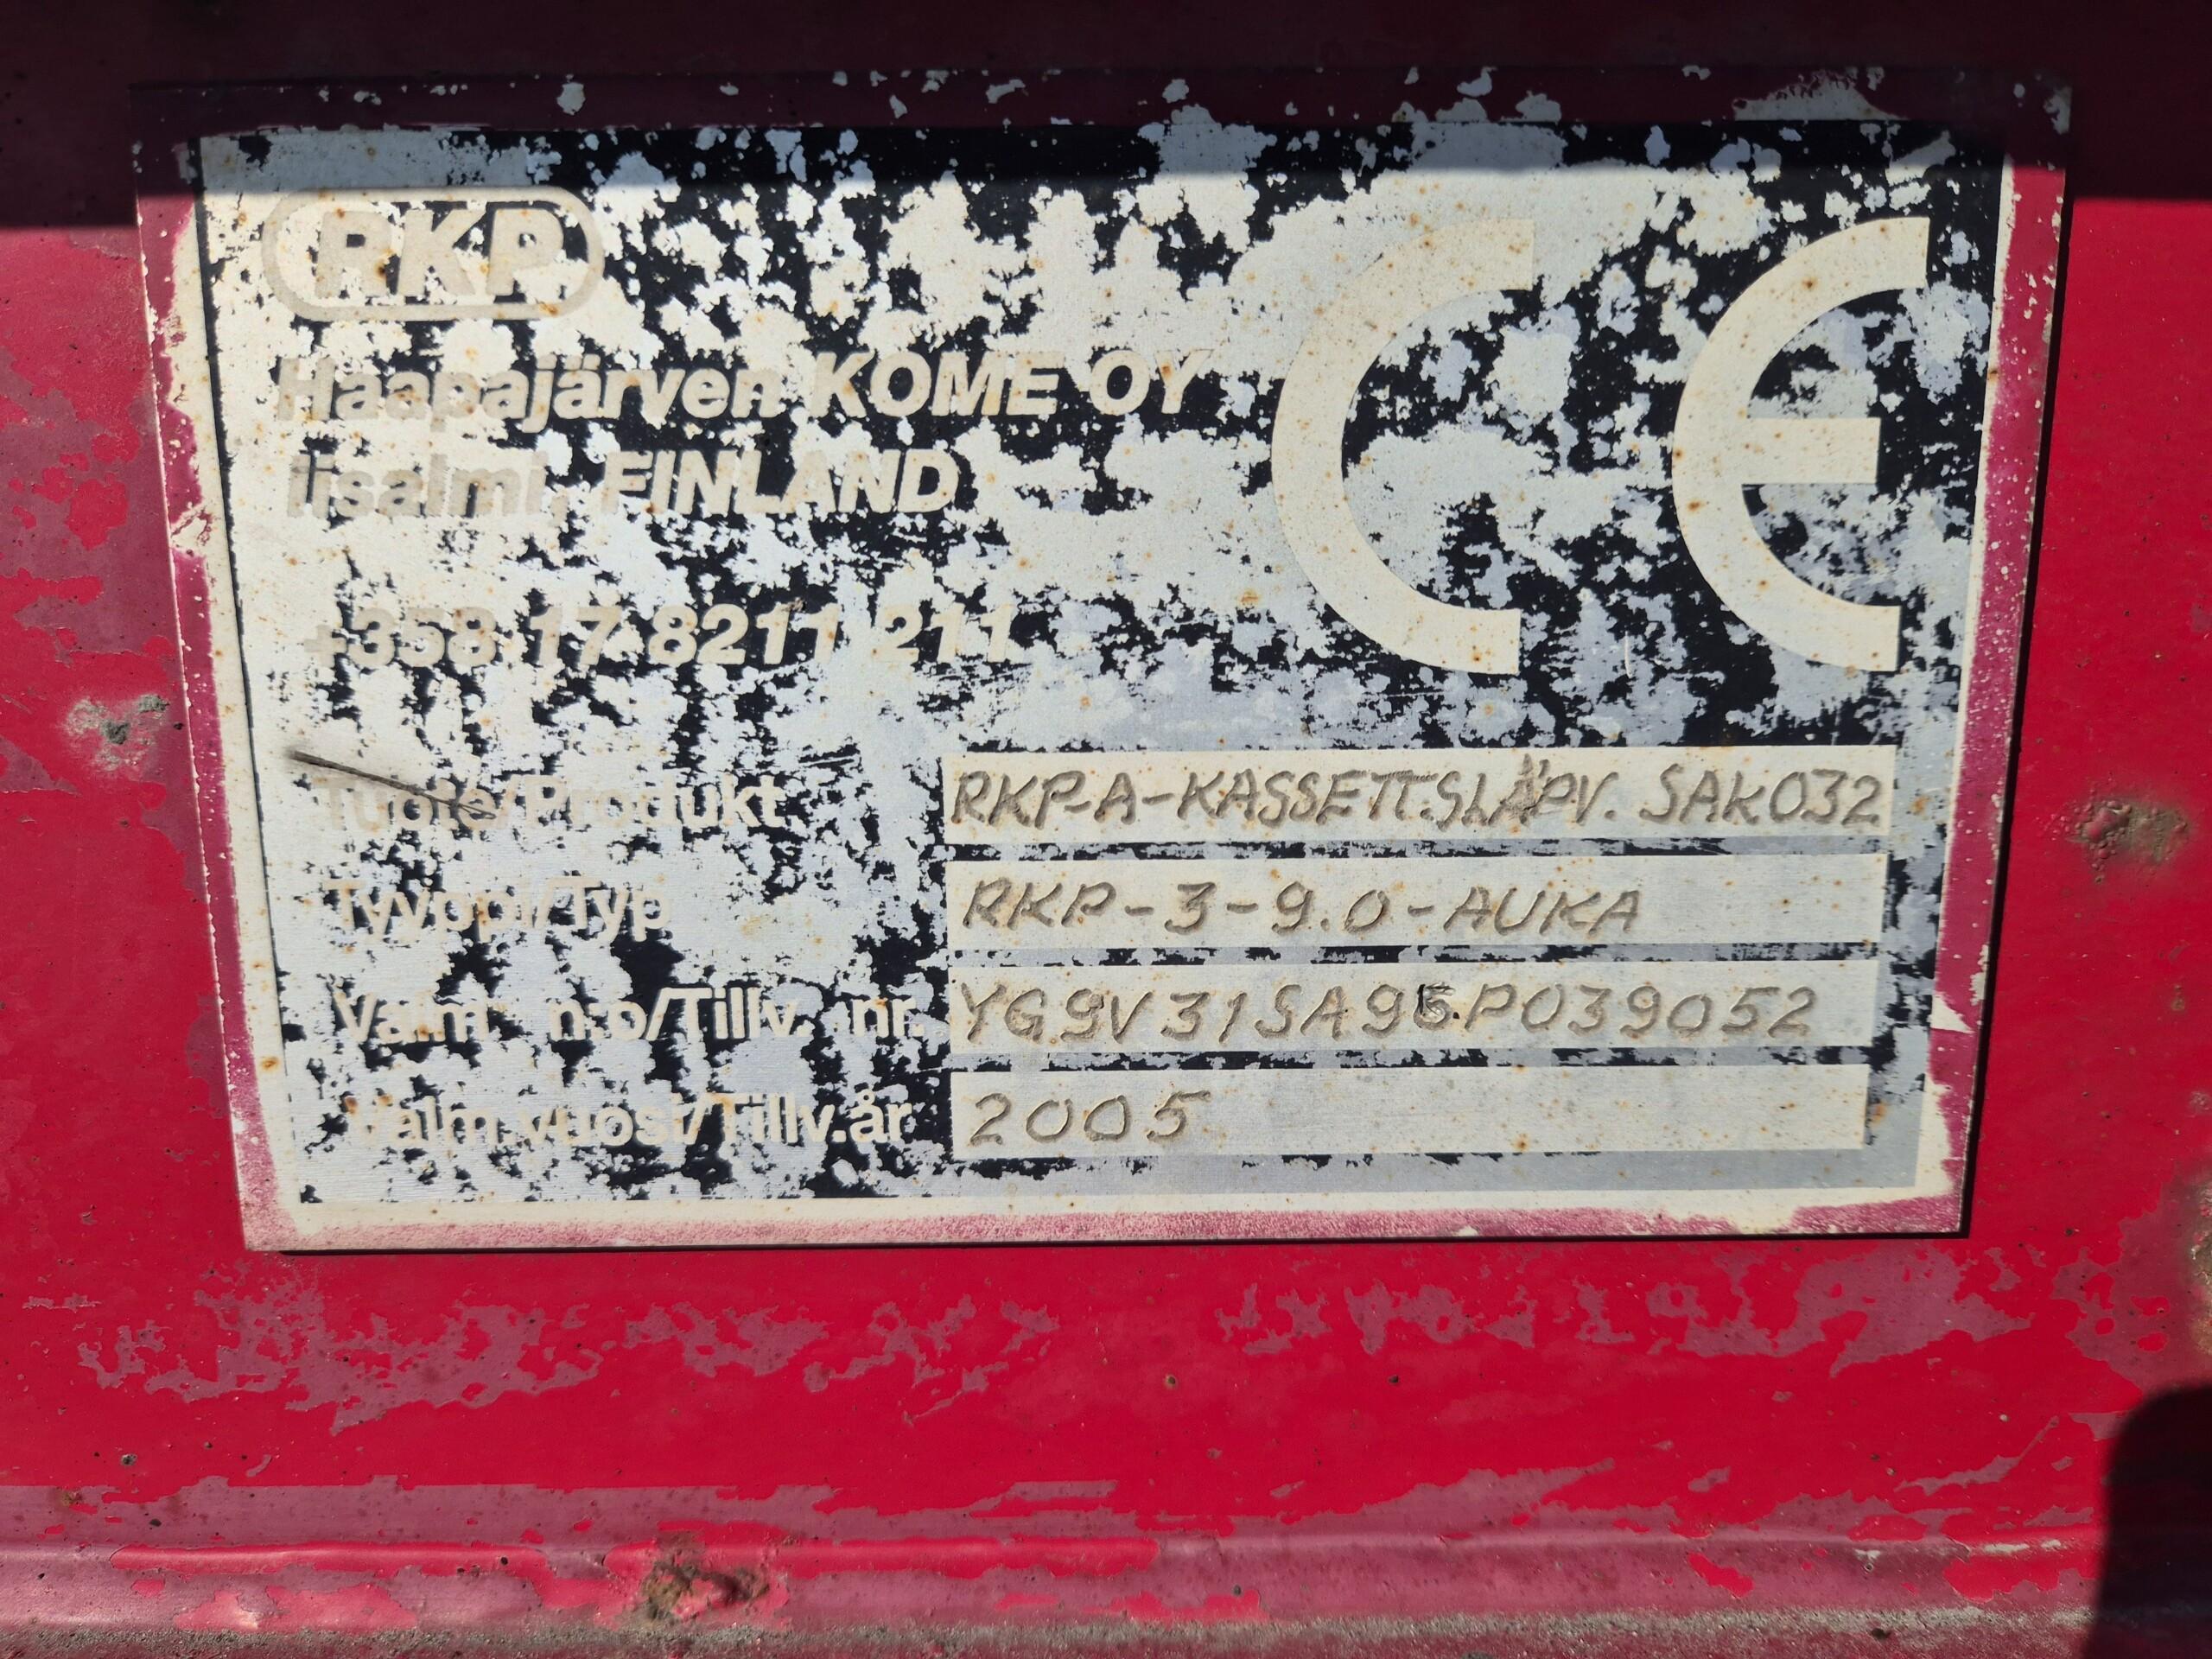 RKP
CE
Haapajärven KOME OY
Iisalmi, FINLAND
+358 17 8211 211
Tuote/Produkt RKP-A-KASSETT.SLÄPV. SAK032
Tyyppi/Typ RKP-3-9.0-AUKA
Valm. n:o/Tillv. nr.
Valm.vuosi/Tillv.år 2005